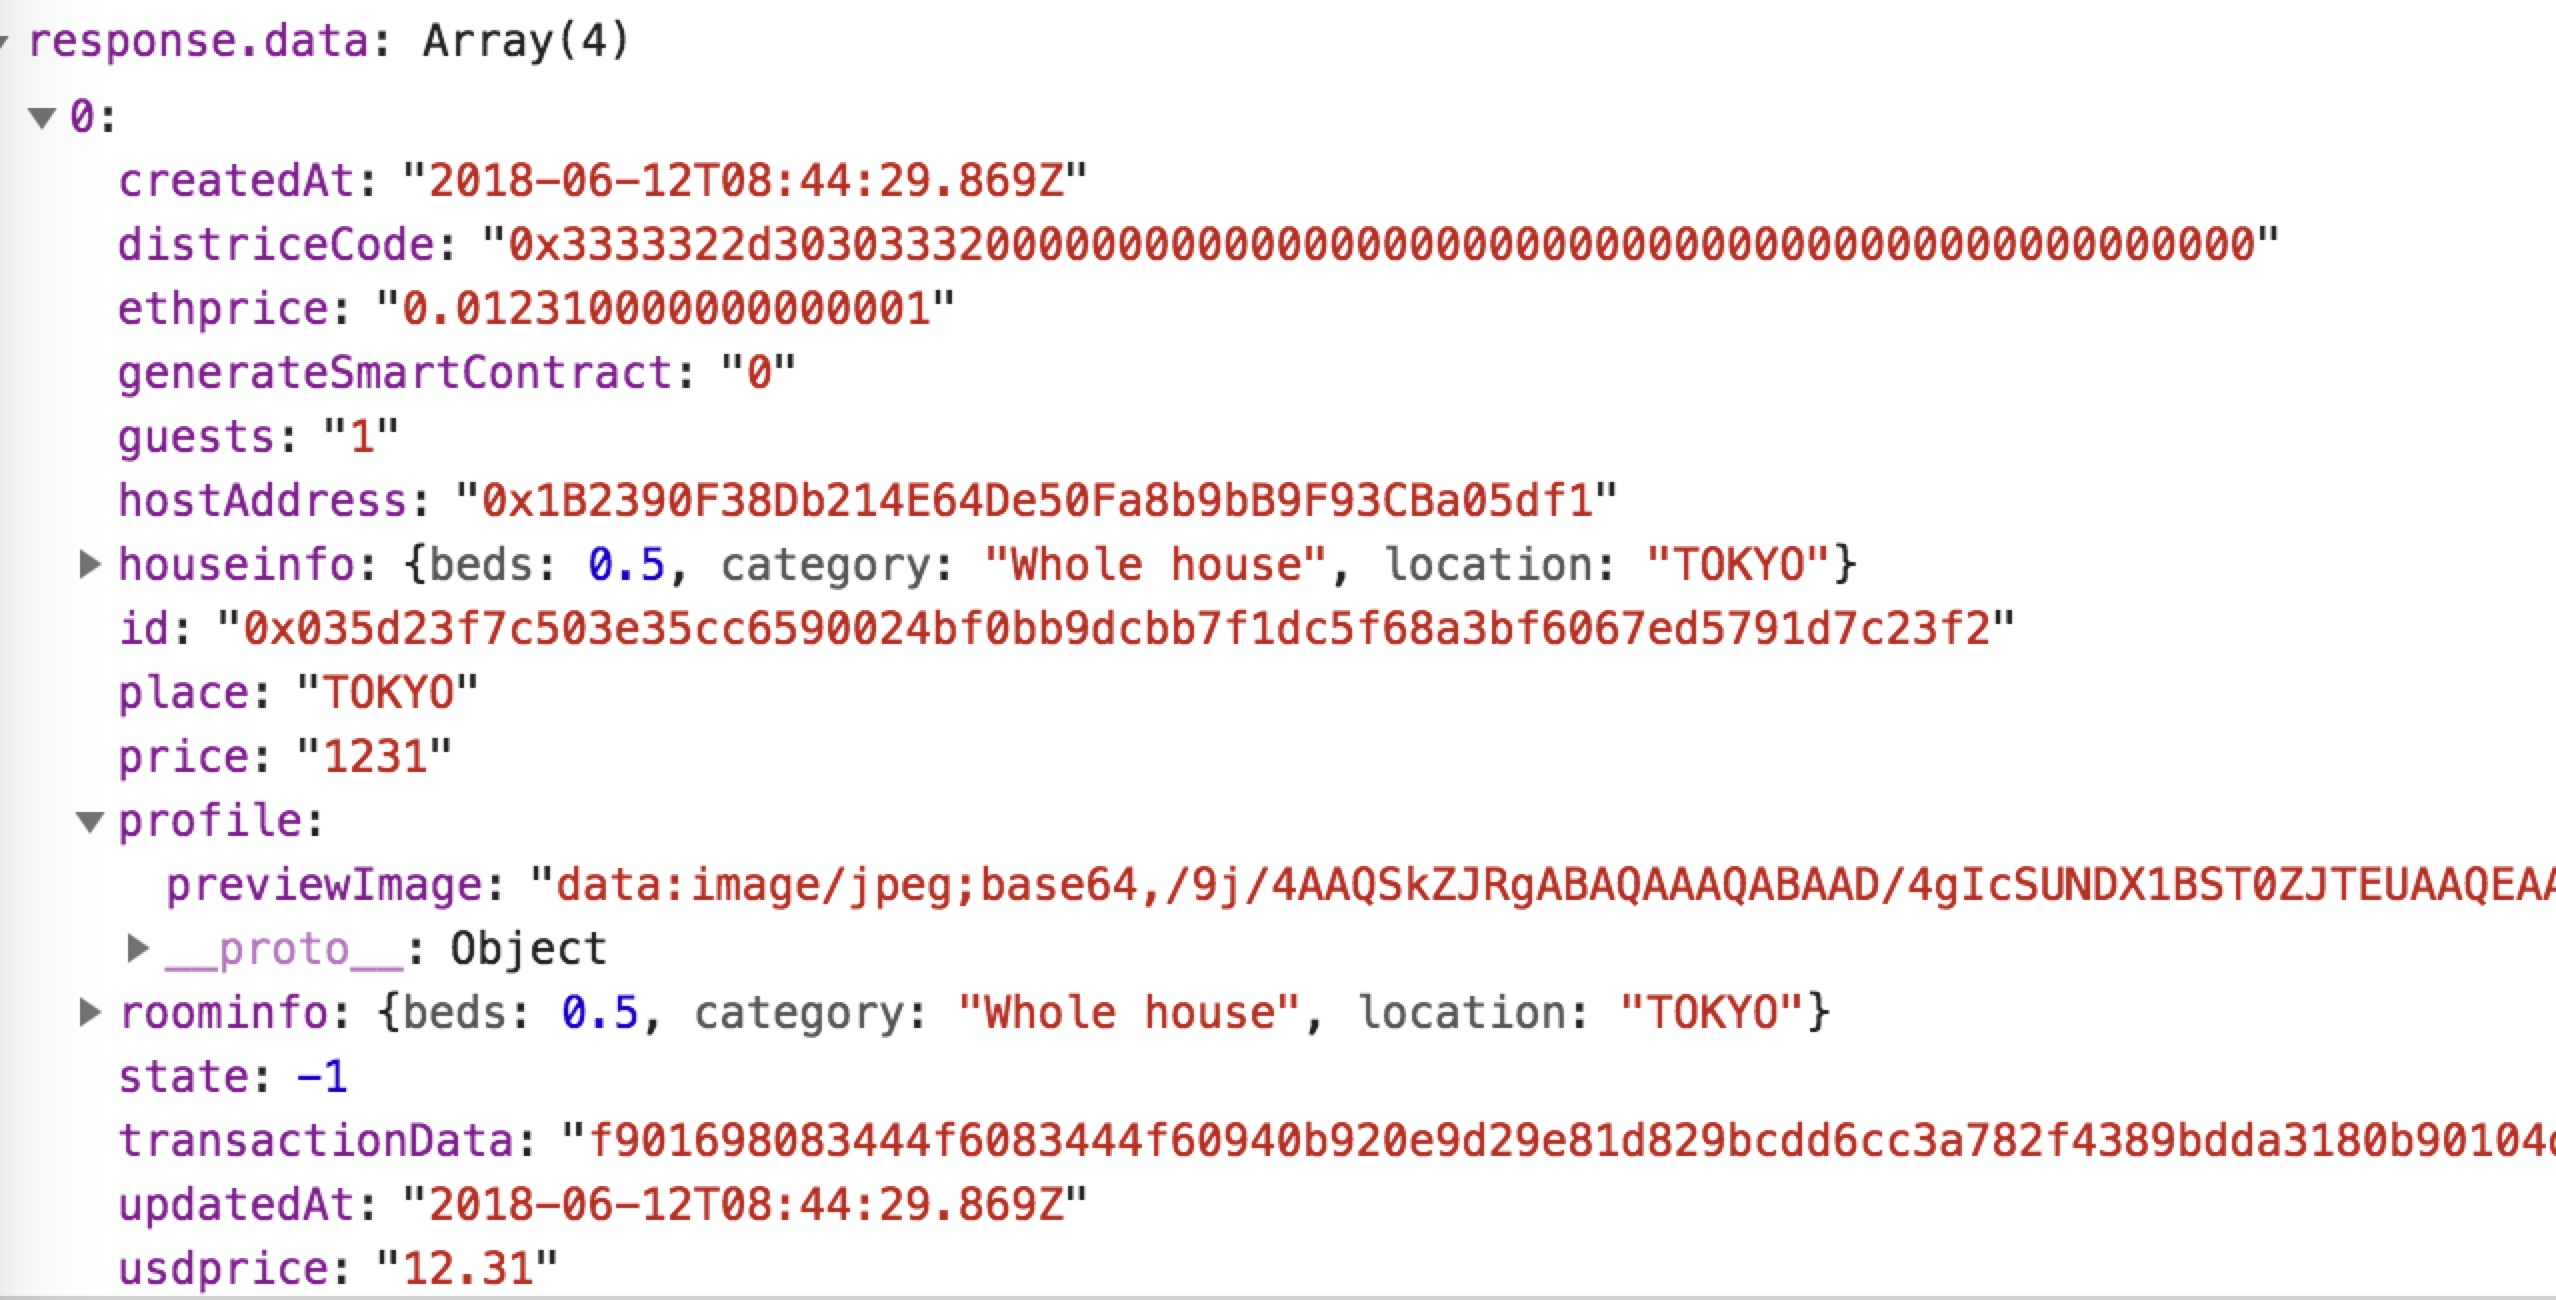 response.data: Array(4)
0:
createdAt: "2018-06-12T08:44:29.869Z"
districeCode: "0x3333322d30303332000000000000000000000000000000000000000000000000"
ethprice: "0.012310000000000001"
generateSmartContract: "0"
guests: "1"
hostAddress: "0x1B2390F38Db214E64De50Fa8b9bB9F93CBa05df1"
houseinfo: {beds: 0.5, category: "Whole house", location: "TOKYO"}
id: "0x035d23f7c503e35cc6590024bf0bb9dcbb7f1dc5f68a3bf6067ed5791d7c23f2"
place: "TOKYO"
price: "1231"
profile:
previewImage: "data:image/jpeg;base64,/9j/4AAQSkZJRgABAQAAAQABAAD/4gIcSUNDX1BST0ZJTEUAAQEAA
__proto__: Object
roominfo: {beds: 0.5, category: "Whole house", location: "TOKYO"}
state: -1
transactionData: "f901698083444f6083444f60940b920e9d29e81d829bcdd6cc3a782f4389bdda3180b90104
updatedAt: "2018-06-12T08:44:29.869Z"
usdprice: "12.31"